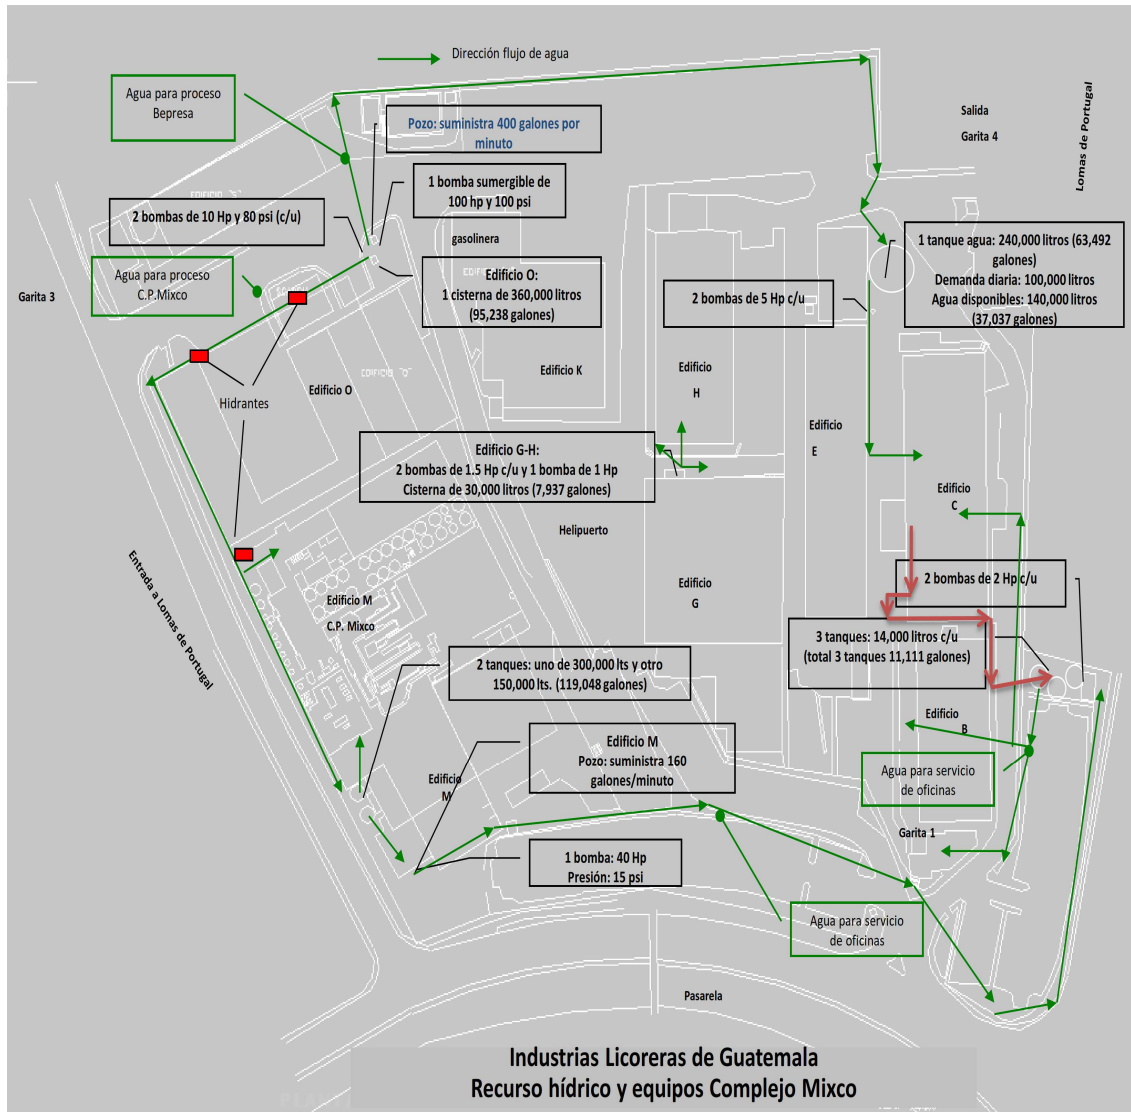 Dirección flujo de agua
Agua para proceso
Bepresa
Pozo: suministra 400 galones por
minuto
Salida
Garita 4
Lomas de Portugal
1 bomba sumergible de
100 hp y 100 psi
2 bombas de 10 Hp y 80 psi (c/u)
gasolinera
1 tanque agua: 240,000 litros (63,492
galones)
Demanda diaria: 100,000 litros
Agua disponibles: 140,000 litros
(37,037 galones)
Agua para proceso
C.P.Mixco
Garita 3
Edificio O:
1 cisterna de 360,000 litros
(95,238 galones)
2 bombas de 5 Hp c/u
Edificio K
Edificio
H
Edificio O
EDIFICIO "O"
Hidrantes
Edificio
E
Edificio G-H:
2 bombas de 1.5 Hp c/u y 1 bomba de 1 Hp
Cisterna de 30,000 litros (7,937 galones)
Edificio
C
Helipuerto
Entrada a Lomas de Portugal
Edificio M
C.P. Mixco
Edificio
G
2 bombas de 2 Hp c/u
3 tanques: 14,000 litros c/u
(total 3 tanques 11,111 galones)
2 tanques: uno de 300,000 lts y otro
150,000 lts. (119,048 galones)
Edificio
B
Edificio M
Pozo: suministra 160
galones/minuto
Edificio
M
Agua para servicio
de oficinas
Garita 1
1 bomba: 40 Hp
Presión: 15 psi
Agua para servicio
de oficinas
Pasarela
Industrias Licoreras de Guatemala
Recurso hídrico y equipos Complejo Mixco